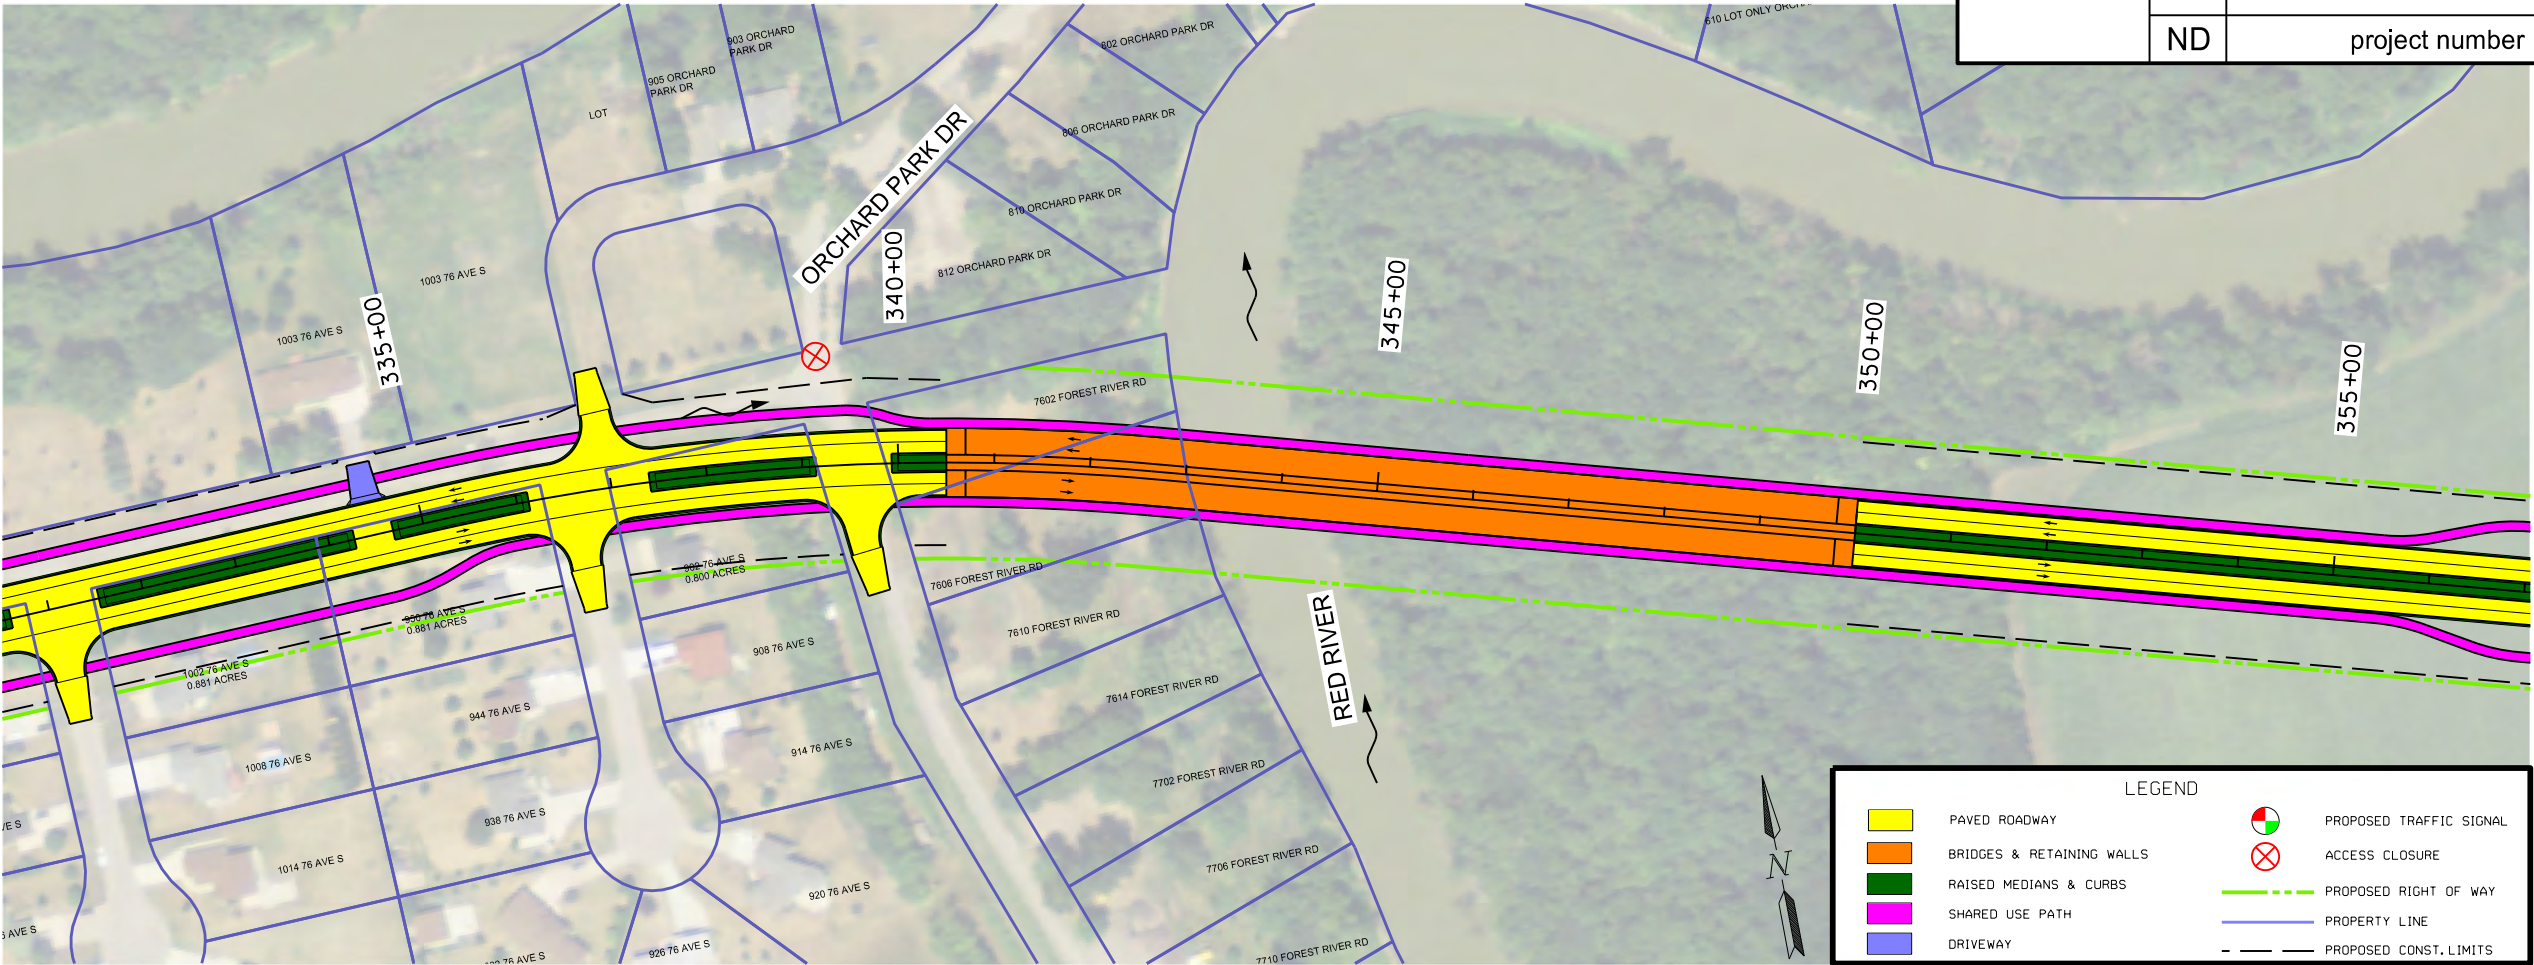 610 LOT ONLY
ND
project number
903 ORCHARD
PARK DR
905 ORCHARD
PARK DR
LOT
802 ORCHARD PARK DR
806 ORCHARD PARK DR
810 ORCHARD PARK DR
812 ORCHARD PARK DR
ORCHARD PARK DR
1003 76 AVE S
1003 76 AVE S
335+00
340+00
345+00
350+00
355+00
7602 FOREST RIVER RD
902 76 AVE S
0.800 ACRES
7606 FOREST RIVER RD
7610 FOREST RIVER RD
0.881 ACRES
908 76 AVE S
1002 76 AVE S
0.881 ACRES
RED RIVER
7614 FOREST RIVER RD
944 76 AVE S
914 76 AVE S
1008 76 AVE S
7702 FOREST RIVER RD
938 76 AVE S
VE S
1014 76 AVE S
7706 FOREST RIVER RD
920 76 AVE S
AVE S
926 76 AVE S
76 AVE S
7710 FOREST RIVER RD
N
LEGEND
PAVED ROADWAY
BRIDGES & RETAINING WALLS
RAISED MEDIANS & CURBS
SHARED USE PATH
DRIVEWAY
PROPOSED TRAFFIC SIGNAL
ACCESS CLOSURE
PROPOSED RIGHT OF WAY
PROPERTY LINE
PROPOSED CONST. LIMITS